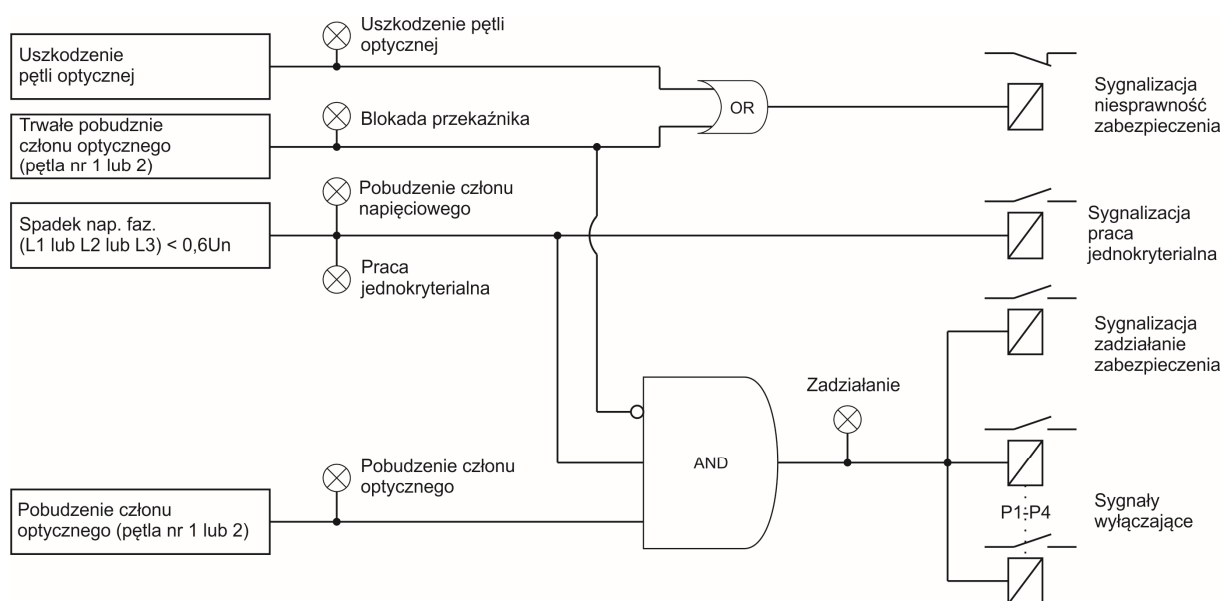 Uszkodzenie
pętli optycznej
Uszkodzenie pętli
optycznej
Trwałe pobudznie
członu optycznego
(pętla nr 1 lub 2)
Blokada przekaźnika
OR
Sygnalizacja
niesprawność
zabezpieczenia
Spadek nap. faz.
(L1 lub L2 lub L3) < 0,6Un
Pobudzenie członu
napięciowego
Praca
jednokryterialna
Sygnalizacja
praca
jednokryterialna
Sygnalizacja
zadziałanie
zabezpieczenia
Zadziałanie
AND
Pobudzenie członu
optycznego
Pobudzenie członu
optycznego (pętla nr 1 lub 2)
P1-P4
Sygnały
wyłączające